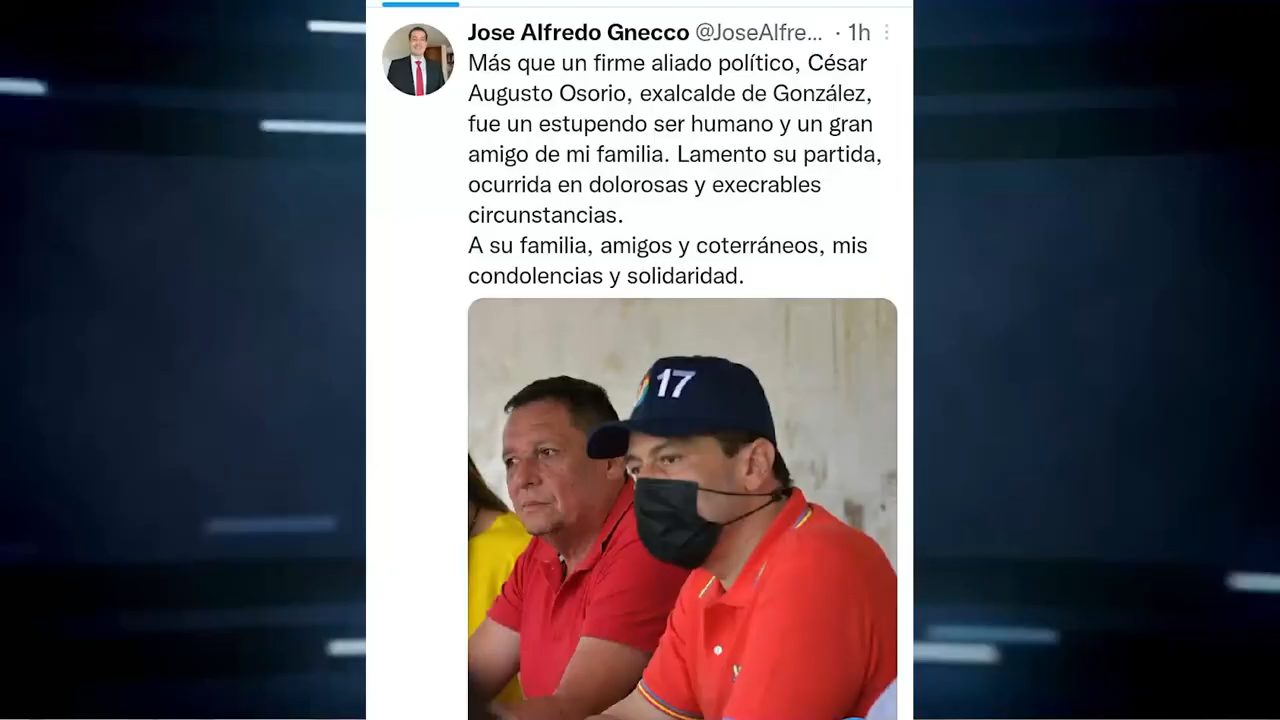 Jose Alfredo Gnecco @JoseAlfre... · 1h
Más que un firme aliado político, César
Augusto Osorio, exalcalde de González,
fue un estupendo ser humano y un gran
amigo de mi familia. Lamento su partida,
ocurrida en dolorosas y execrables
circunstancias.
A su familia, amigos y coterráneos, mis
condolencias y solidaridad.
17